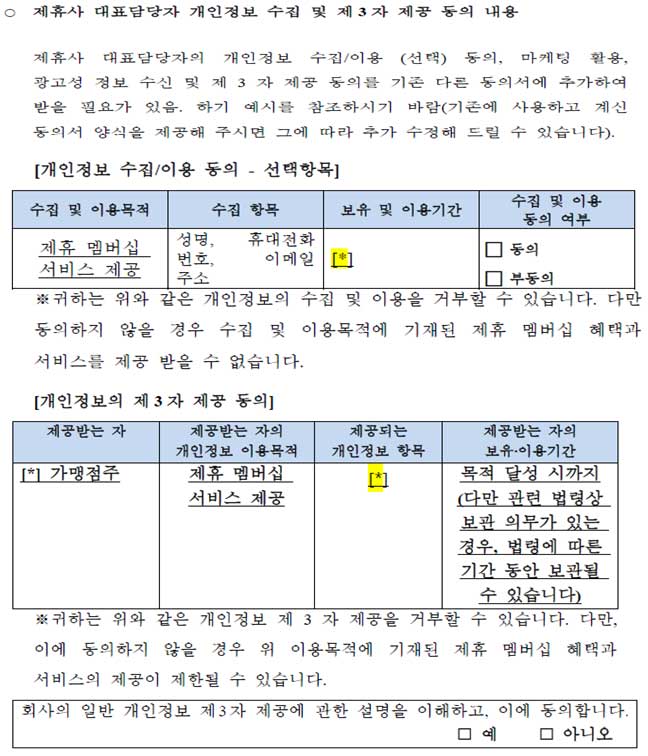 ○ 제휴사 대표담당자 개인정보 수집 및 제3자 제공 동의 내용
제휴사 대표담당자의 개인정보 수집/이용 (선택) 동의, 마케팅 활용,
광고성 정보 수신 및 제 3 자 제공 동의를 기존 다른 동의서에 추가하여
받을 필요가 있음. 하기 예시를 참조하시기 바람(기존에 사용하고 계신
동의서 양식을 제공해 주시면 그에 따라 추가 수정해 드릴 수 있습니다).
[개인정보 수집/이용 동의 - 선택항목]
수집 및 이용목적 수집 항목 보유 및 이용기간 수집 및 이용
동의 여부
제휴 멤버십
서비스 제공
성명, 휴대전화
번호, 이메일
주소
[*]
□ 동의
□ 부동의
※귀하는 위와 같은 개인정보의 수집 및 이용을 거부할 수 있습니다. 다만
동의하지 않을 경우 수집 및 이용목적에 기재된 제휴 멤버십 혜택과
서비스를 제공 받을 수 없습니다.
[개인정보의 제3자 제공 동의]
제공받는 자
제공받는 자의
개인정보 이용목적
제공되는
개인정보 항목
제공받는 자의
보유·이용기간
[*] 가맹점주
제휴 멤버십
서비스 제공
[*]
목적 달성 시까지
(다만 관련 법령상
보관 의무가 있는
경우, 법령에 따른
기간 동안 보관될
수 있습니다)
※귀하는 위와 같은 개인정보 제 3 자 제공을 거부할 수 있습니다. 다만,
이에 동의하지 않을 경우 위 이용목적에 기재된 제휴 멤버십 혜택과
서비스의 제공이 제한될 수 있습니다.
회사의 일반 개인정보 제3자 제공에 관한 설명을 이해하고, 이에 동의합니다.
□ 예 □ 아니오